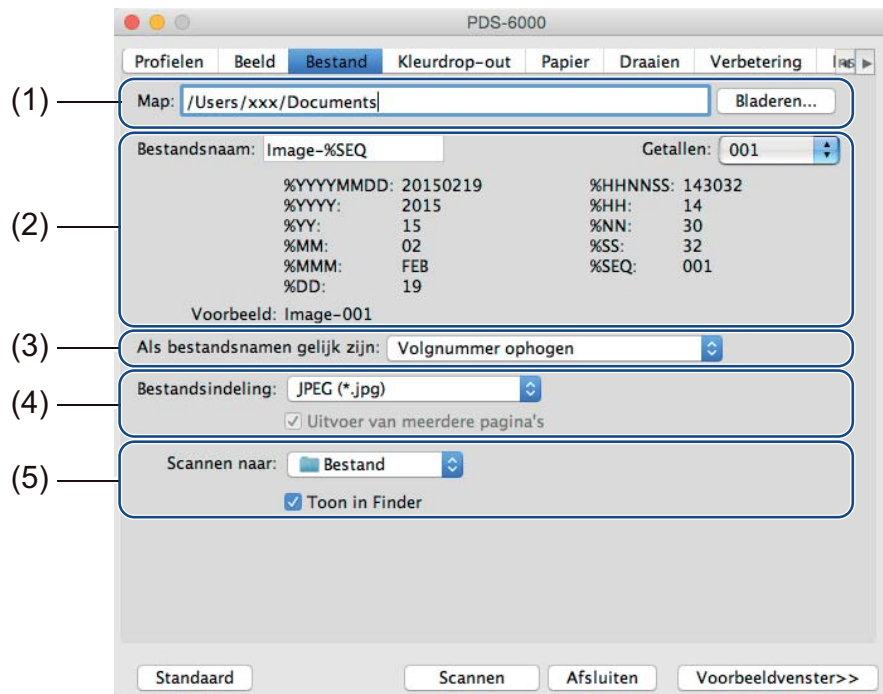 PDS-6000
Profielen Beeld Bestand Kleurdrop-out Papier Draaien Verbetering
(1) Map: /Users/xxx/Documents Bladeren...
(2) Bestandsnaam: Image-%SEQ Getallen: 001
%YYYYMMDD: 20150219 %HHNNSS: 143032
%YYYY: 2015 %HH: 14
%YY: 15 %NN: 30
%MM: 02 %SS: 32
%MMM: FEB %SEQ: 001
%DD: 19
Voorbeeld: Image-001
(3) Als bestandsnamen gelijk zijn: Volgnummer ophogen
(4) Bestandsindeling: JPEG (*.jpg)
Uitvoer van meerdere pagina's
(5) Scannen naar: Bestand
Toon in Finder
Standaard Scannen Afsluiten Voorbeeldvenster>>